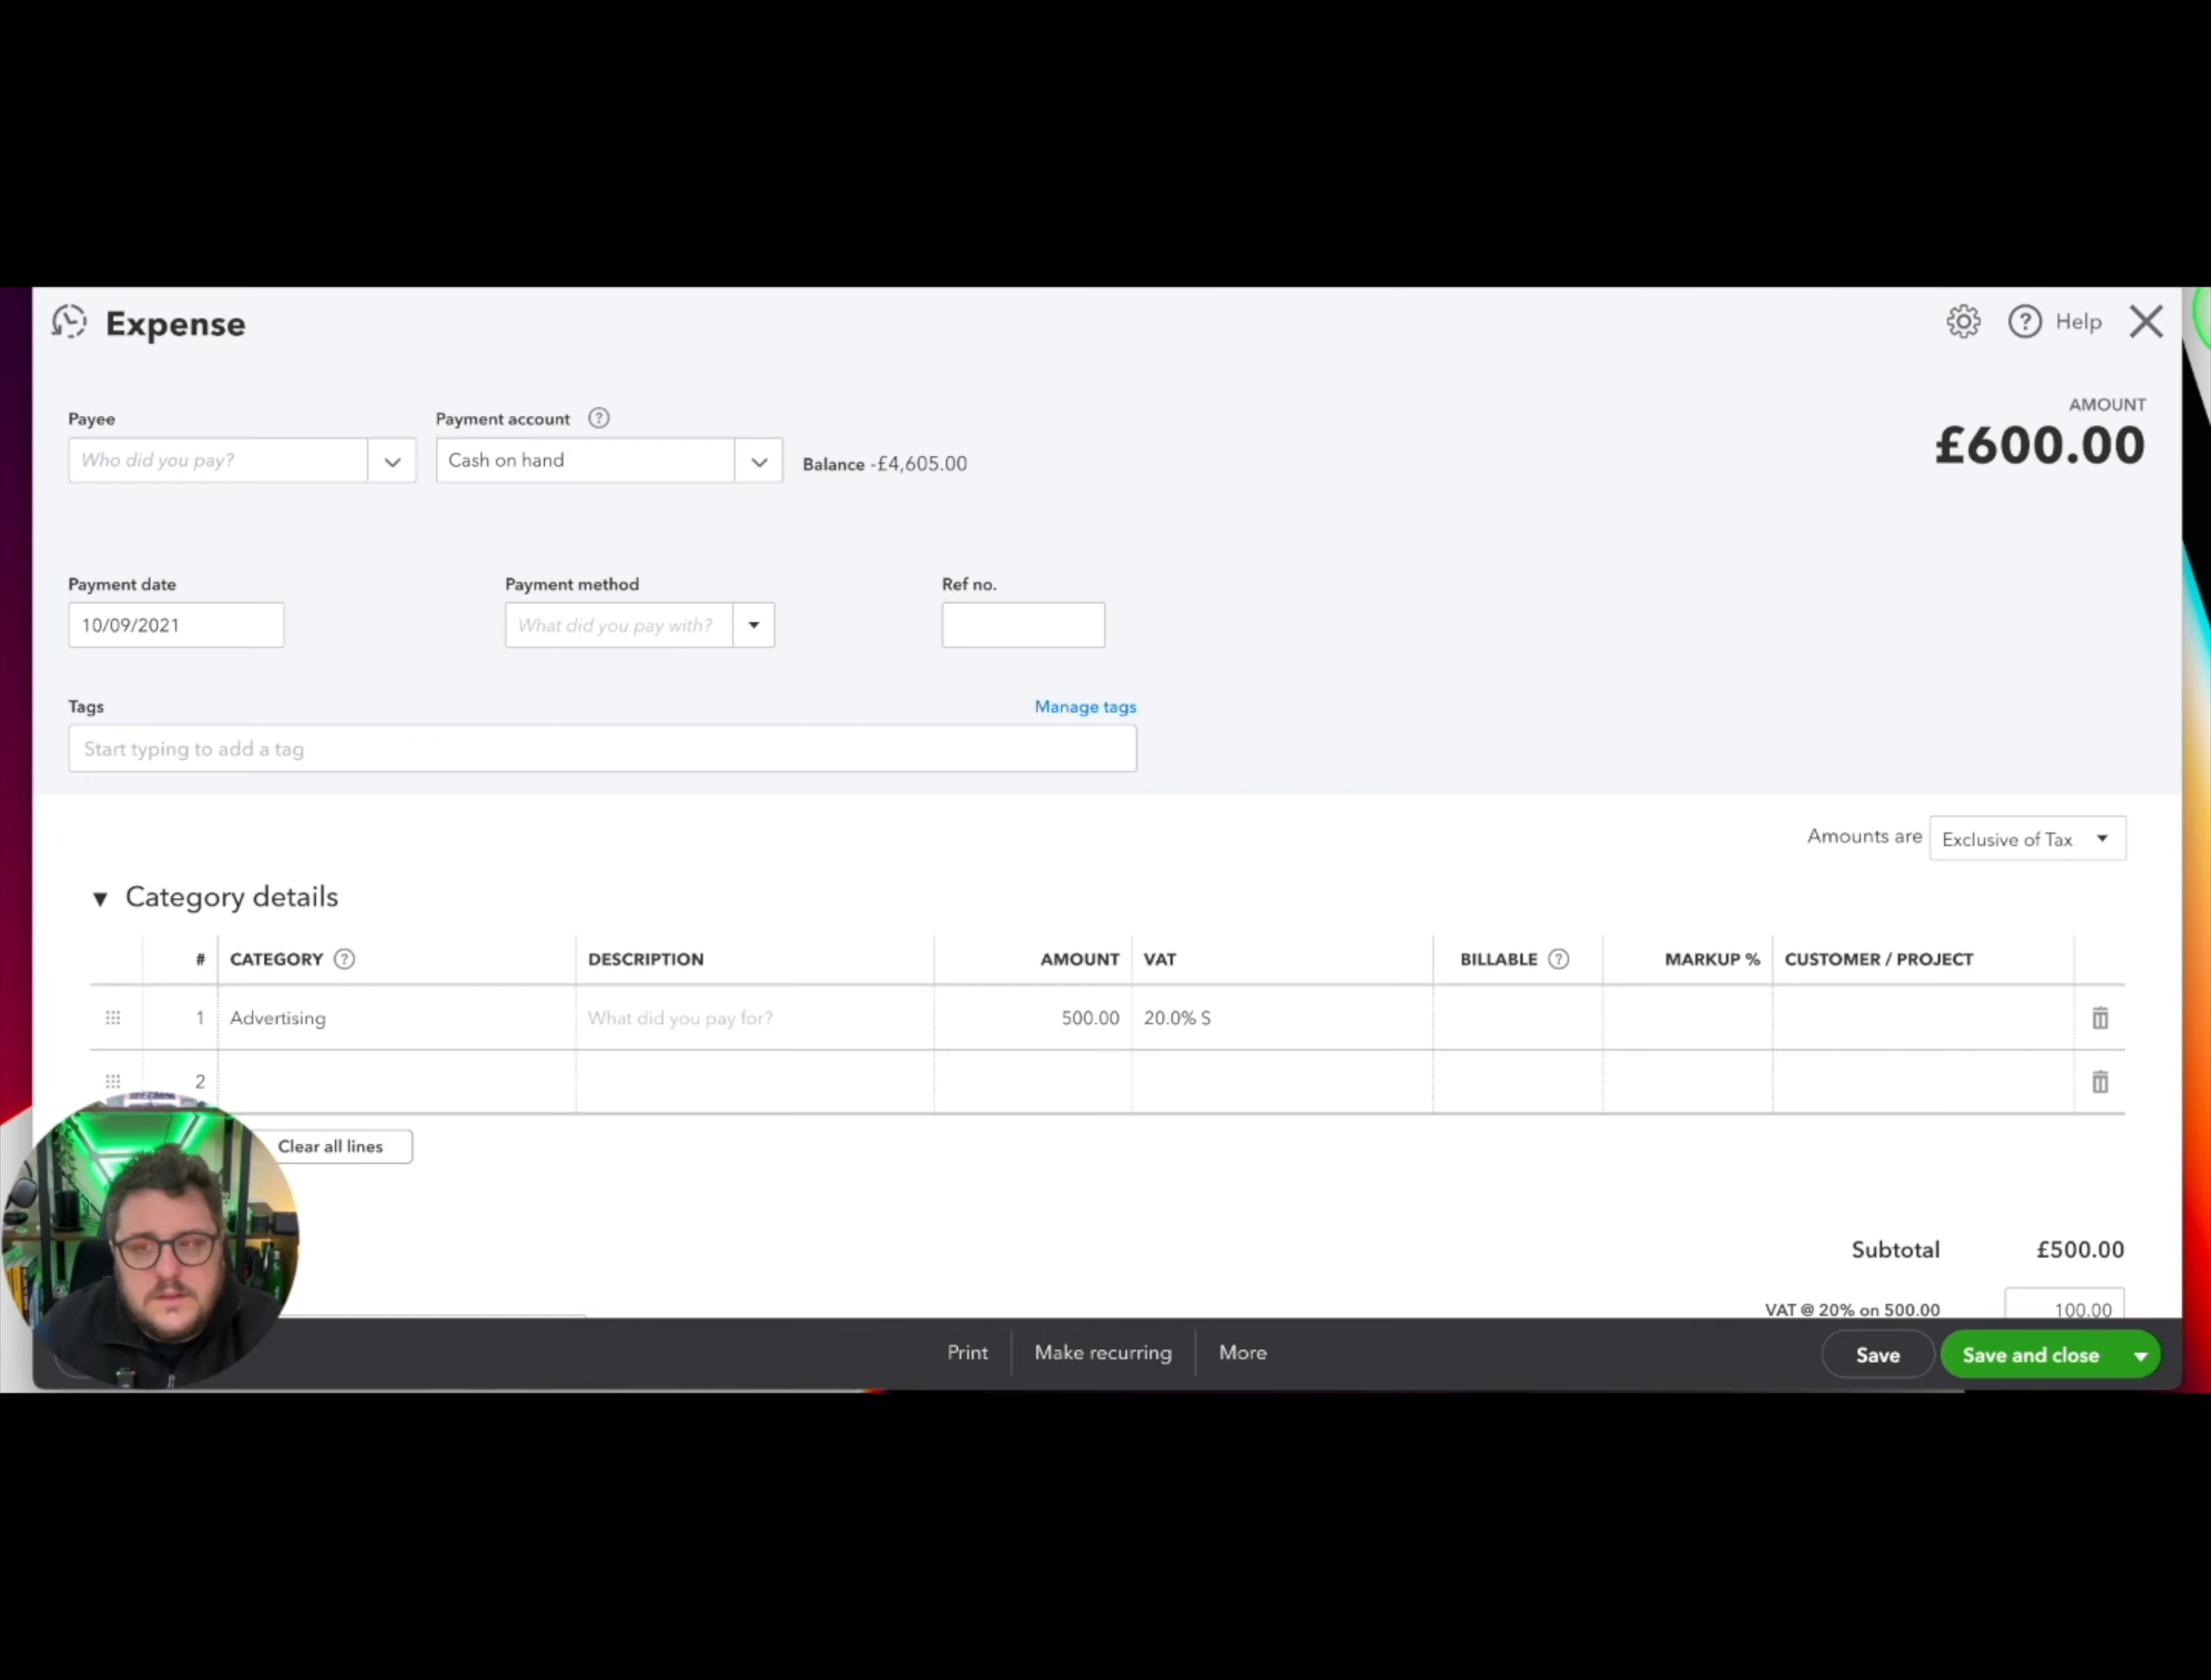 Expense
Help
AMOUNT
£600.00
Payee
Payment account
Who did you pay?
Cash on hand
Balance -£4,605.00
Payment date
Payment method
Ref no.
10/09/2021
What did you pay with?
Tags
Manage tags
Start typing to add a tag
Amounts are Exclusive of Tax
Category details
# CATEGORY DESCRIPTION AMOUNT VAT BILLABLE MARKUP % CUSTOMER / PROJECT
1 Advertising What did you pay for? 500.00 20.0% S
2
Clear all lines
Subtotal £500.00
VAT @ 20% on 500.00 100.00
Print Make recurring More
Save Save and close